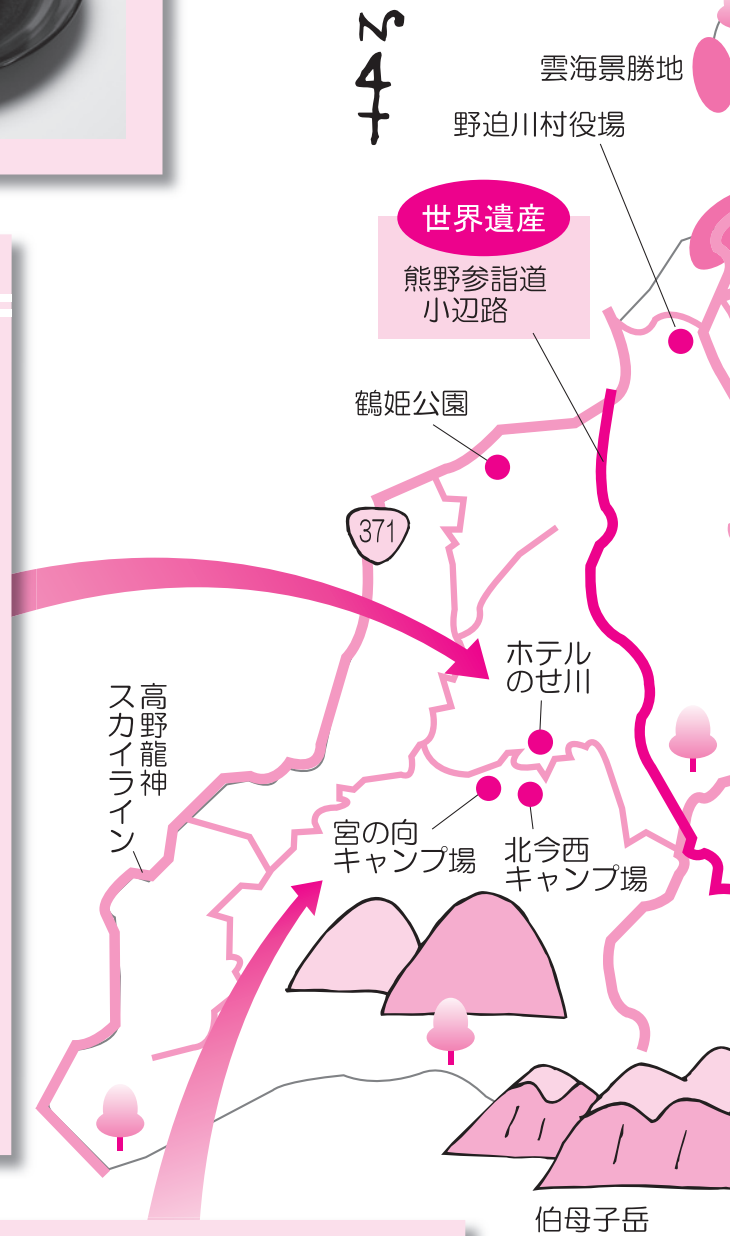 雲海景勝地
野迫川村役場
世界遺産
熊野参詣道
小辺路
鶴姫公園
371
ホテル
のせ川
高野龍神
スカイライン
宮の向
キャンプ場
北今西
キャンプ場
伯母子岳